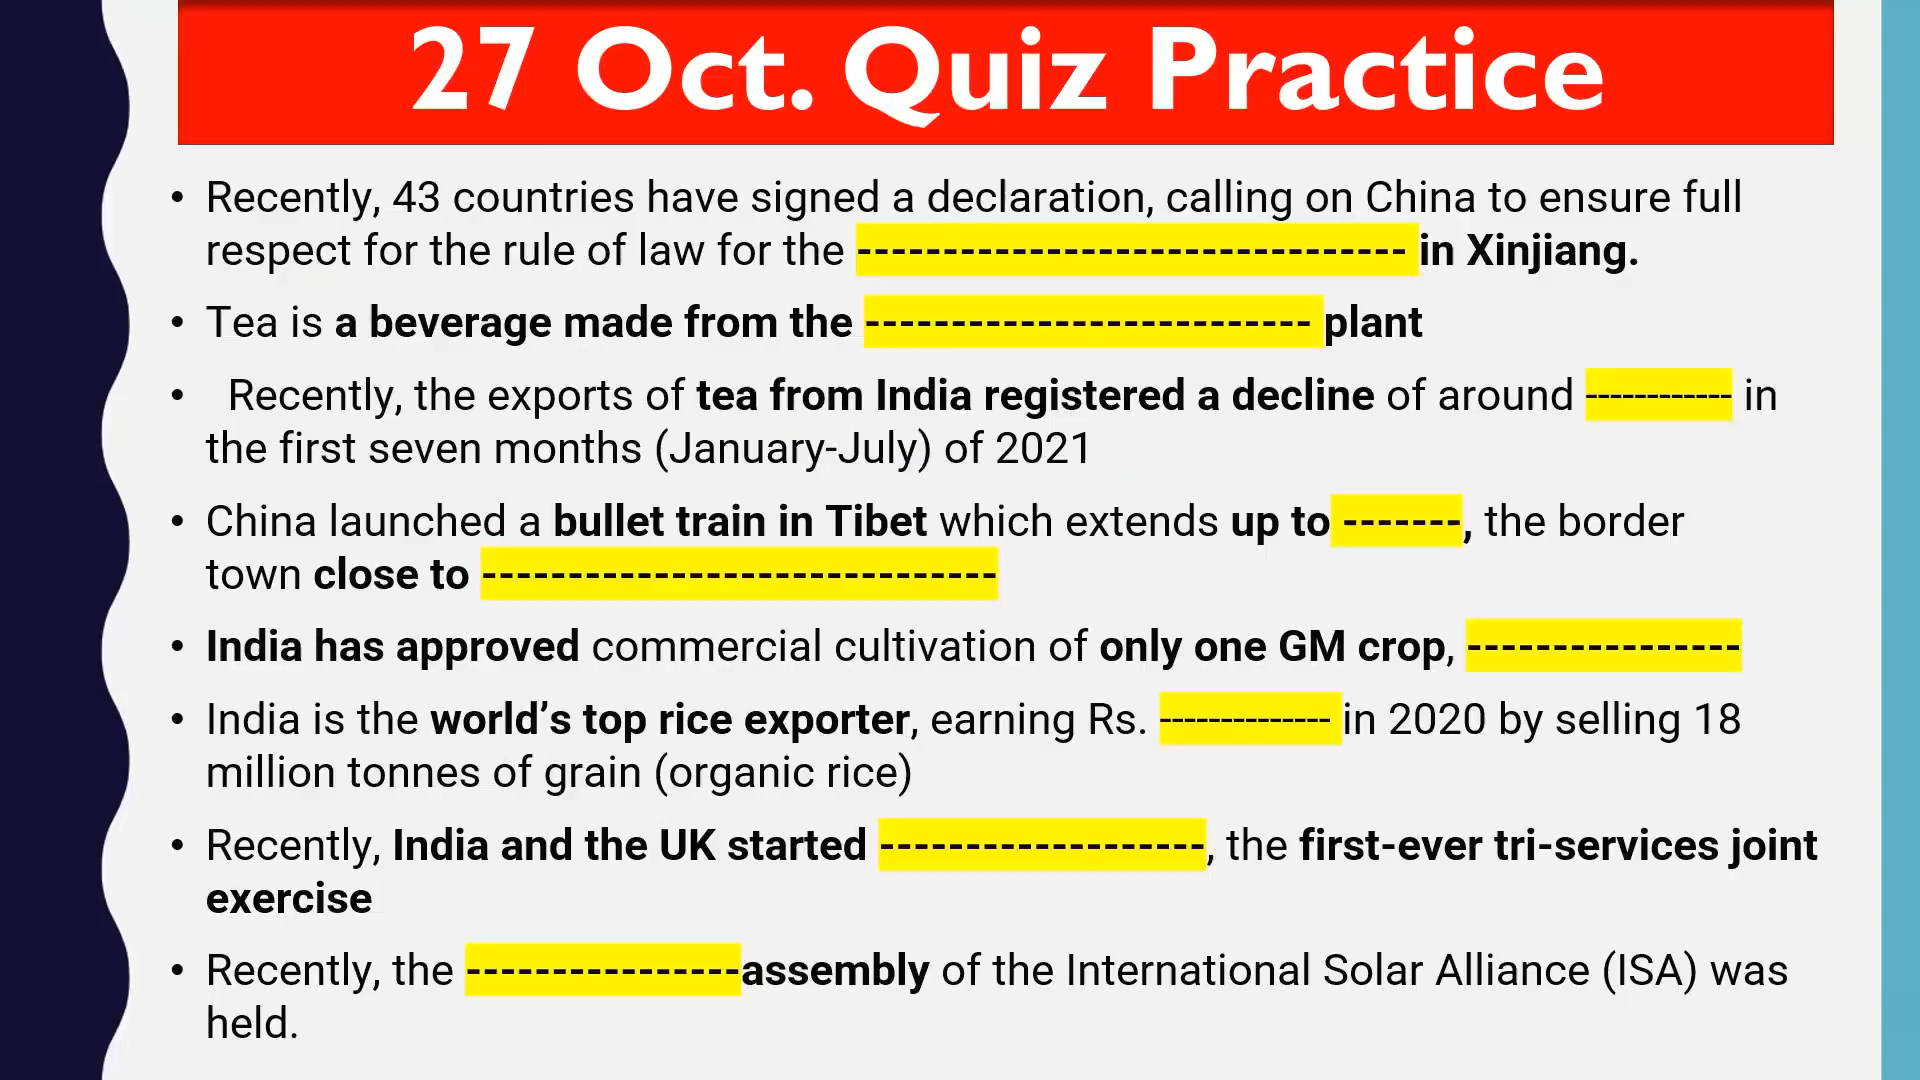 27 Oct. Quiz Practice
• Recently, 43 countries have signed a declaration, calling on China to ensure full
respect for the rule of law for the -------------------------------- in Xinjiang.
• Tea is a beverage made from the -------------------------- plant
• Recently, the exports of tea from India registered a decline of around ------------ in
the first seven months (January-July) of 2021
• China launched a bullet train in Tibet which extends up to -------, the border
town close to ------------------------------
• India has approved commercial cultivation of only one GM crop, ----------------
• India is the world’s top rice exporter, earning Rs. -------------- in 2020 by selling 18
million tonnes of grain (organic rice)
• Recently, India and the UK started -------------------, the first-ever tri-services joint
exercise
• Recently, the ----------------assembly of the International Solar Alliance (ISA) was
held.